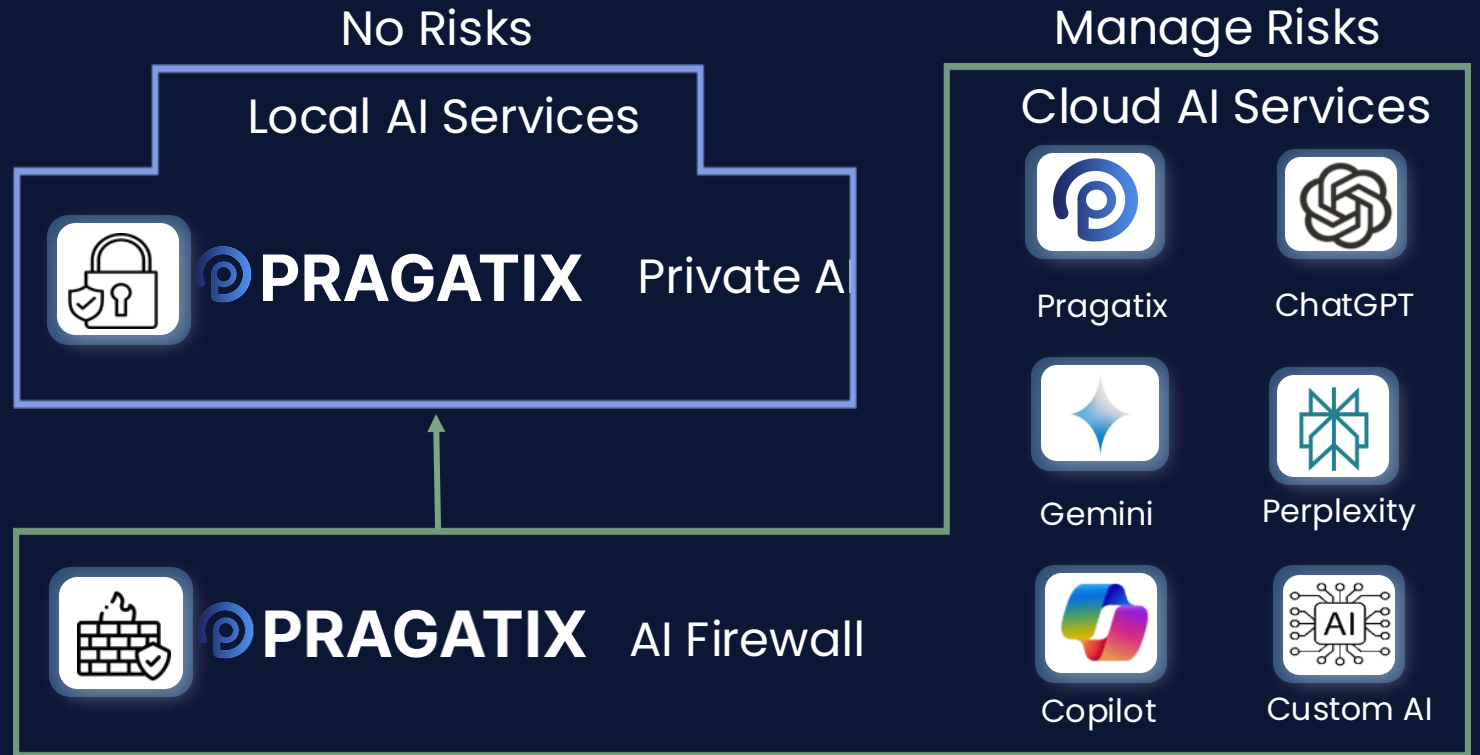 No Risks
Local AI Services
PRAGATIX Private AI
PRAGATIX AI Firewall
Manage Risks
Cloud AI Services
Pragatix ChatGPT
Gemini Perplexity
AI
Copilot Custom AI